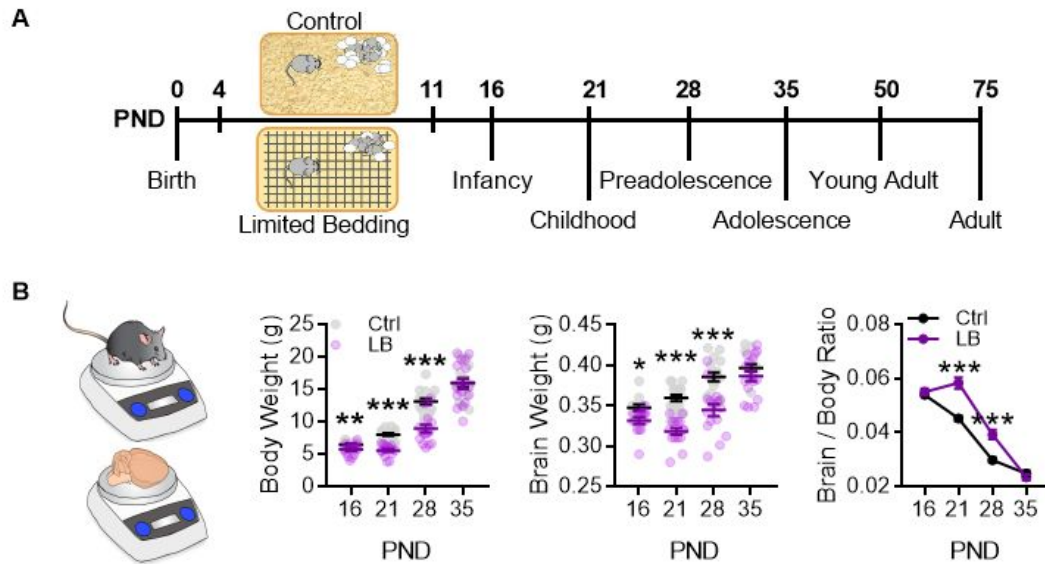 A
Control
0 4 11 16 21 28 35 50 75
PND
Birth
Infancy
Preadolescence
Young Adult
Limited Bedding
Childhood
Adolescence
Adult
B
Body Weight (g)
25
20
15
10
5
0
Ctrl
LB
**
***
***
16 21 28 35
PND
Brain Weight (g)
0.45
0.40
0.35
0.30
0.25
*
***
***
16 21 28 35
PND
Brain / Body Ratio
0.08
0.06
0.04
0.02
Ctrl
LB
***
***
16 21 28 35
PND